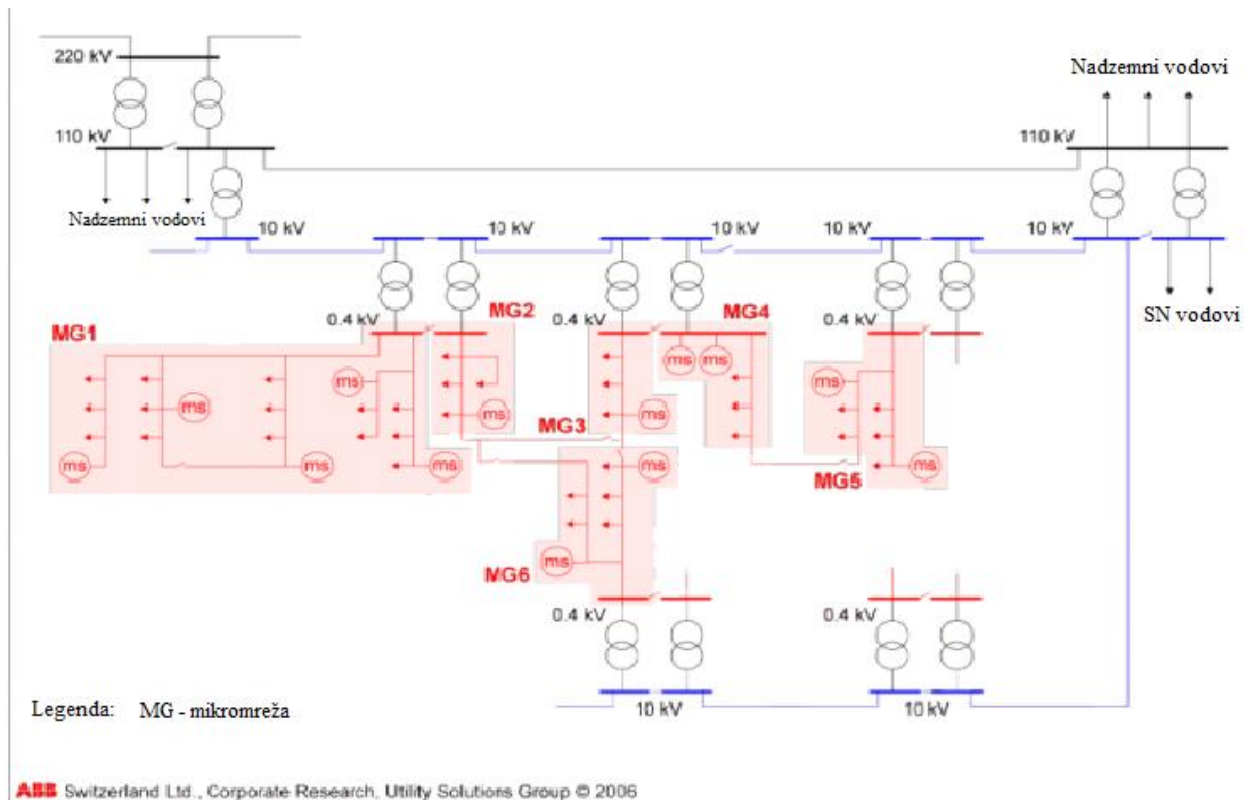 220 kV
Nadzemni vodovi
110 kV
110 kV
Nadzemni vodovi
10 kV
10 kV
10 kV
10 kV
10 kV
SN vodovi
MG1
0.4 kV
MG2
0.4 kV
MG4
0.4 kV
ms
ms
ms
ms
ms
ms
ms
MG3
ms
ms
ms
ms
ms
MG5
ms
MG6
0.4 kV
0.4 kV
Legenda: MG - mikromreža
10 kV
10 kV
ABB Switzerland Ltd., Corporate Research, Utility Solutions Group © 2006